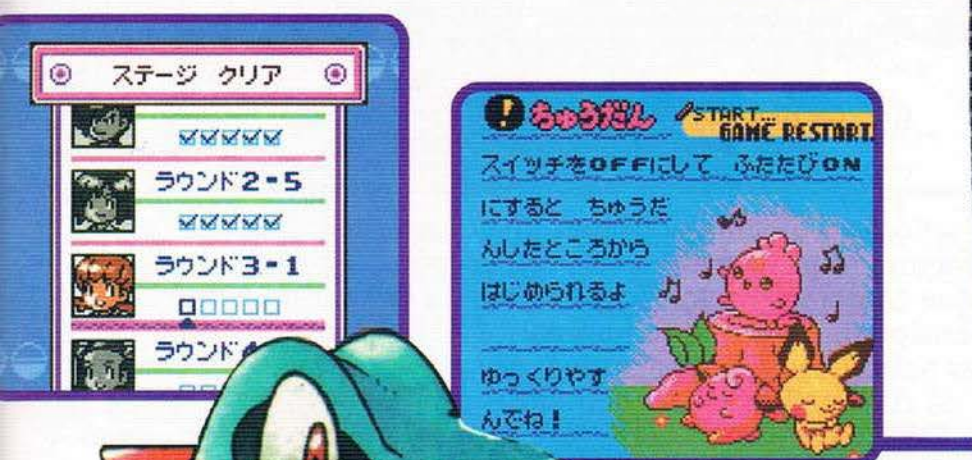 ステージ クリア
ラウンド2-5
ラウンド3-1
ラウンド
! ちゅうだん
START...
GAME RESTART.
スイッチをOFFにして ふたたびON
にすると ちゅうだ
んしたところから
はじめられるよ
ゆっくりやす
んでね!